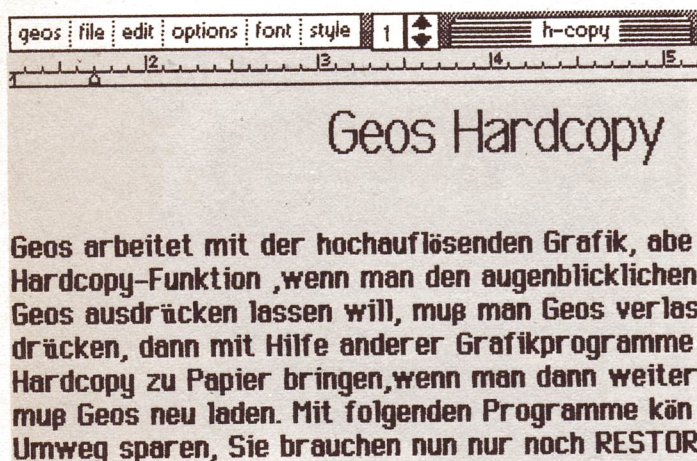 geos file edit options font style 1 h-copy
1 2 3 4 5
Geos Hardcopy
Geos arbeitet mit der hochauflösenden Grafik, abe
Hardcopy-Funktion ,wenn man den augenblicklichen
Geos ausdrücken lassen will, muß man Geos verlas
drücken, dann mit Hilfe anderer Grafikprogramme
Hardcopy zu Papier bringen,wenn man dann weiter
muß Geos neu laden. Mit folgenden Programme kön
Umweg sparen, Sie brauchen nun nur noch RESTOR